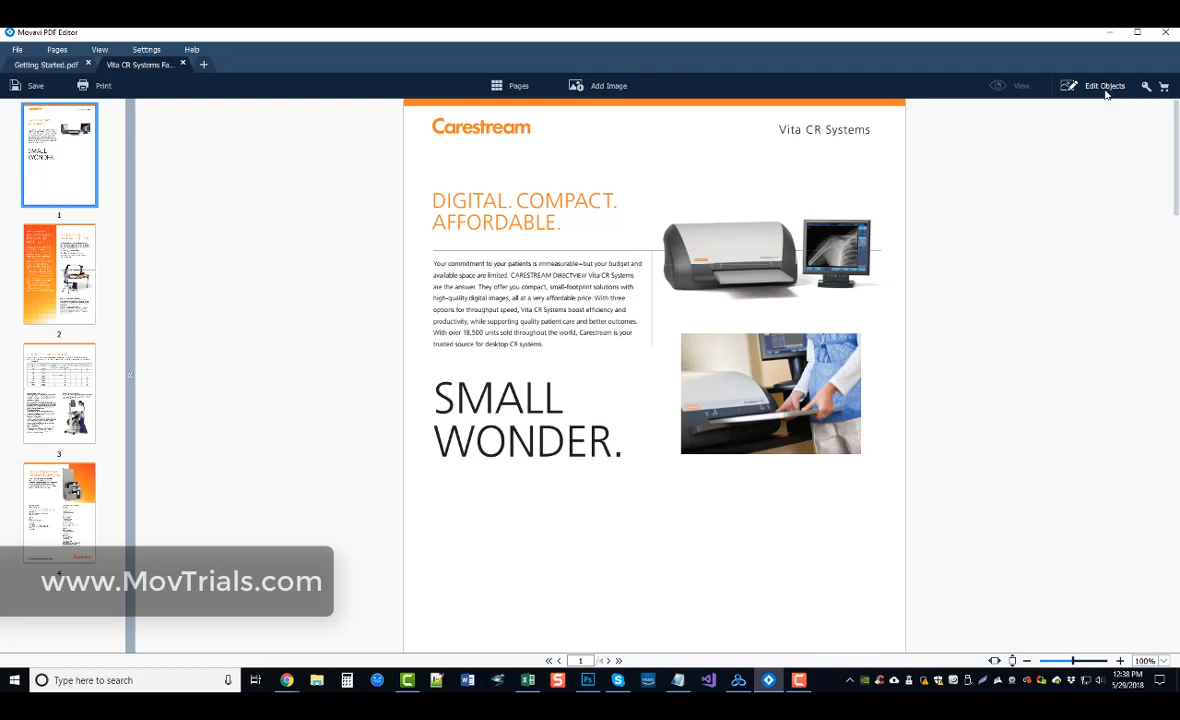 Movavi PDF Editor
File Pages View Settings Help
Getting Started.pdf Vita CR Systems Fa...
Save Print Pages Add Image View Edit Objects
Carestream
Vita CR Systems
DIGITAL. COMPACT.
AFFORDABLE.
Your commitment to your patients is immeasurable–but your budget and
available space are limited. CARESTREAM DIRECTVIEW Vita CR Systems
are the answer. They offer you compact, small-footprint solutions with
high-quality digital images, all at a very affordable price. With three
options for throughput speed, Vita CR Systems boost efficiency and
productivity, while supporting quality patient care and better outcomes.
With over 18,500 units sold throughout the world, Carestream is your
trusted source for desktop CR systems.
SMALL
WONDER.
SMALL
WONDER.
1
2
3
www.MovTrials.com
1 /4
100%
Type here to search
12:38 PM
5/29/2018